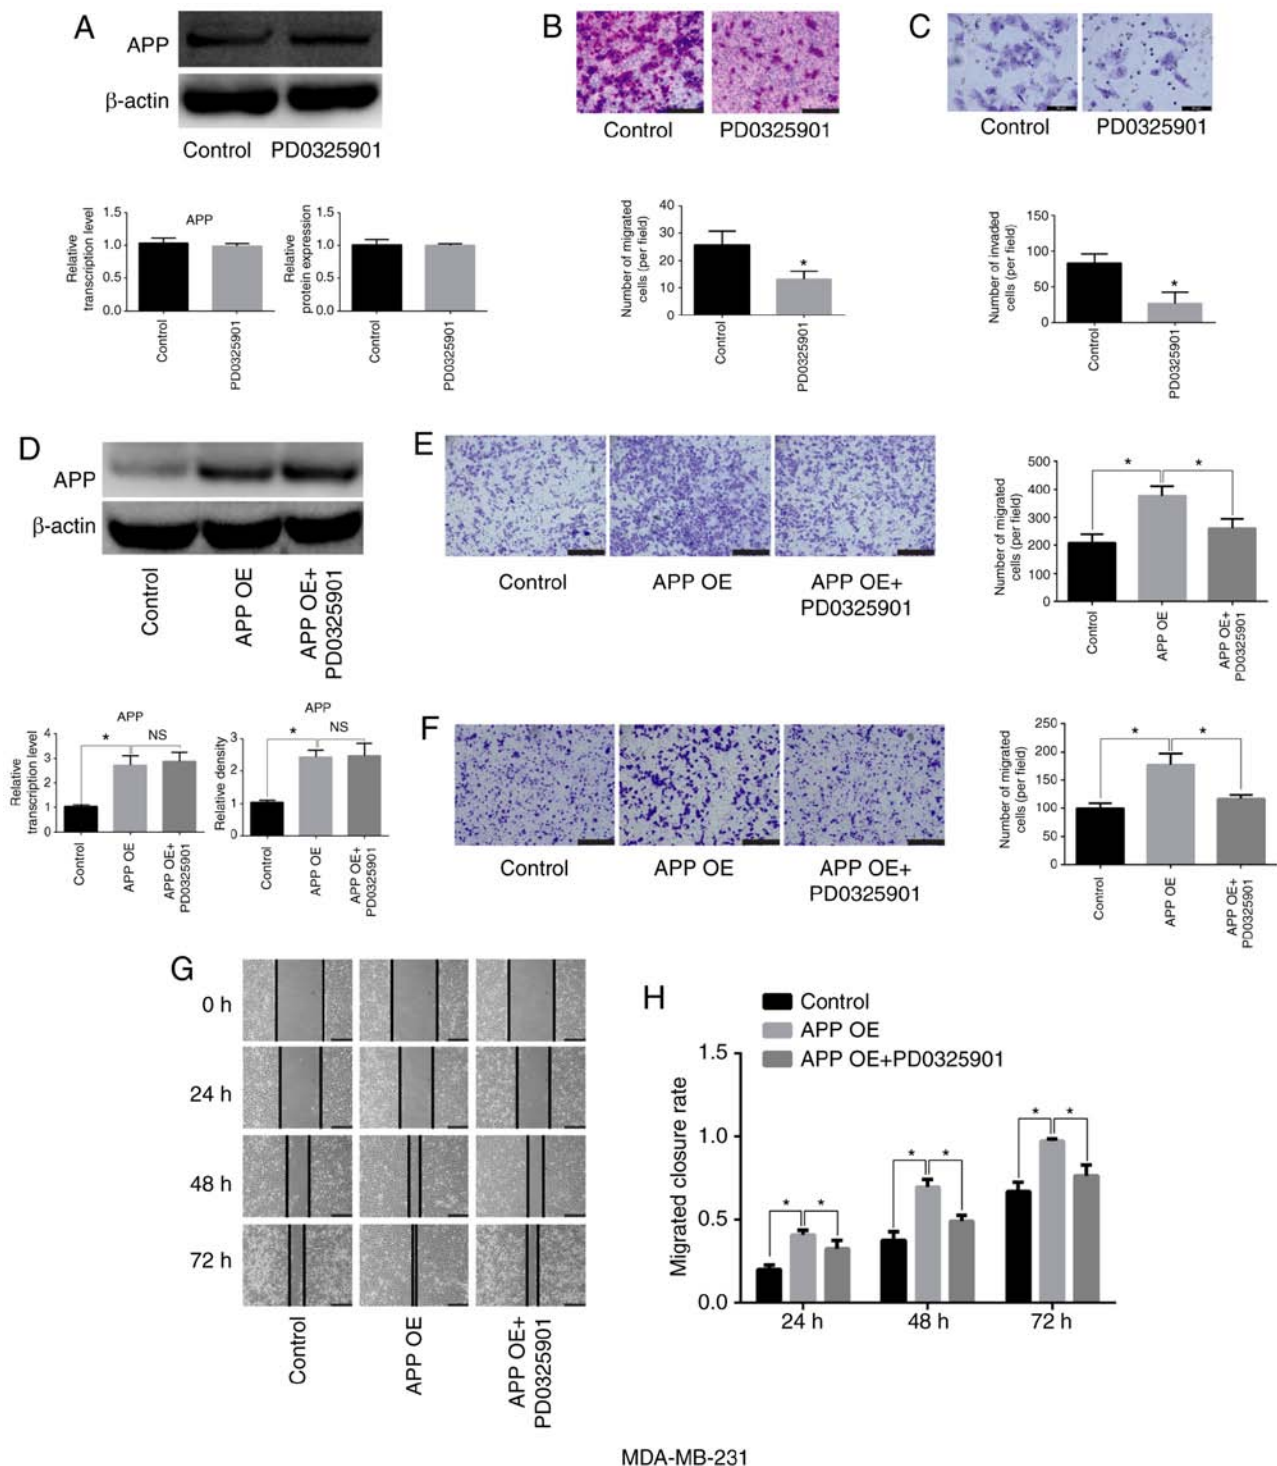 A
APP
β-actin
Control PD0325901
Relative
transcription level
1.5
1.0
0.5
0.0
APP
Control
PD0325901
Relative
protein expression
1.5
1.0
0.5
0.0
Control
PD0325901
B
Control PD0325901
Number of migrated
cells (per field)
40
30
20
10
0
*
Control
PD0325901
C
Control PD0325901
Number of invaded
cells (per field)
150
100
50
0
*
Control
PD0325901
D
APP
β-actin
Control
APP OE
APP OE+
PD0325901
APP
Relative
transcription level
4
3
2
1
0
* NS
Control
APP OE
APP OE+
PD0325901
APP
Relative density
3
2
1
0
* NS
Control
APP OE
APP OE+
PD0325901
E
Control
APP OE
APP OE+
PD0325901
Number of migrated
cells (per field)
500
400
300
200
100
0
* *
Control
APP OE
APP OE+
PD0325901
F
Control
APP OE
APP OE+
PD0325901
Number of migrated
cells (per field)
250
200
150
100
50
0
* *
Control
APP OE
APP OE+
PD0325901
G
0 h
24 h
48 h
72 h
Control
APP OE
APP OE+
PD0325901
H
Control
APP OE
APP OE+PD0325901
Migrated closure rate
1.5
1.0
0.5
0.0
* *
* *
* *
24 h 48 h 72 h
MDA-MB-231